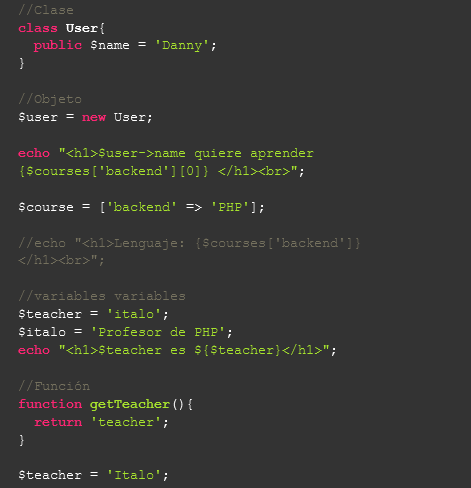 //Clase
class User{
  public $name = 'Danny';
}

//Objeto
$user = new User;

echo "<h1>$user->name quiere aprender
{$courses['backend'][0]} </h1><br>";

$course = ['backend' => 'PHP'];

//echo "<h1>Lenguaje: {$courses['backend']}
</h1><br>";

//variables variables
$teacher = 'italo';
$italo = 'Profesor de PHP';
echo "<h1>$teacher es ${$teacher}</h1>";

//Función
function getTeacher(){
  return 'teacher';
}

$teacher = 'Italo';